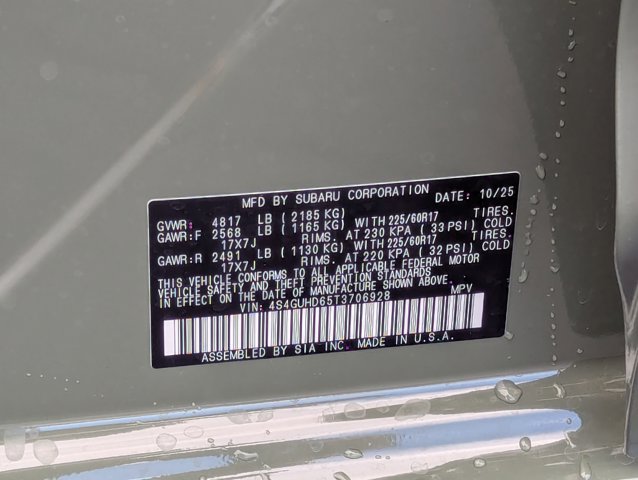 MFD BY SUBARU CORPORATION DATE: 10/25
GVWR: 4817 LB ( 2185 KG)
GAWR:F 2568 LB ( 1165 KG) WITH 225/60R17 TIRES.
17X7J RIMS. AT 230 KPA ( 33 PSI) COLD
GAWR:R 2491 LB ( 1130 KG) WITH 225/60R17 TIRES.
17X7J RIMS. AT 220 KPA ( 32 PSI) COLD
THIS VEHICLE CONFORMS TO ALL APPLICABLE FEDERAL MOTOR
VEHICLE SAFETY AND THEFT PREVENTION STANDARDS
IN EFFECT ON THE DATE OF MANUFACTURE SHOWN ABOVE.
VIN: 4S4GUHD65T3706928 MPV
ASSEMBLED BY SIA INC. MADE IN U.S.A.